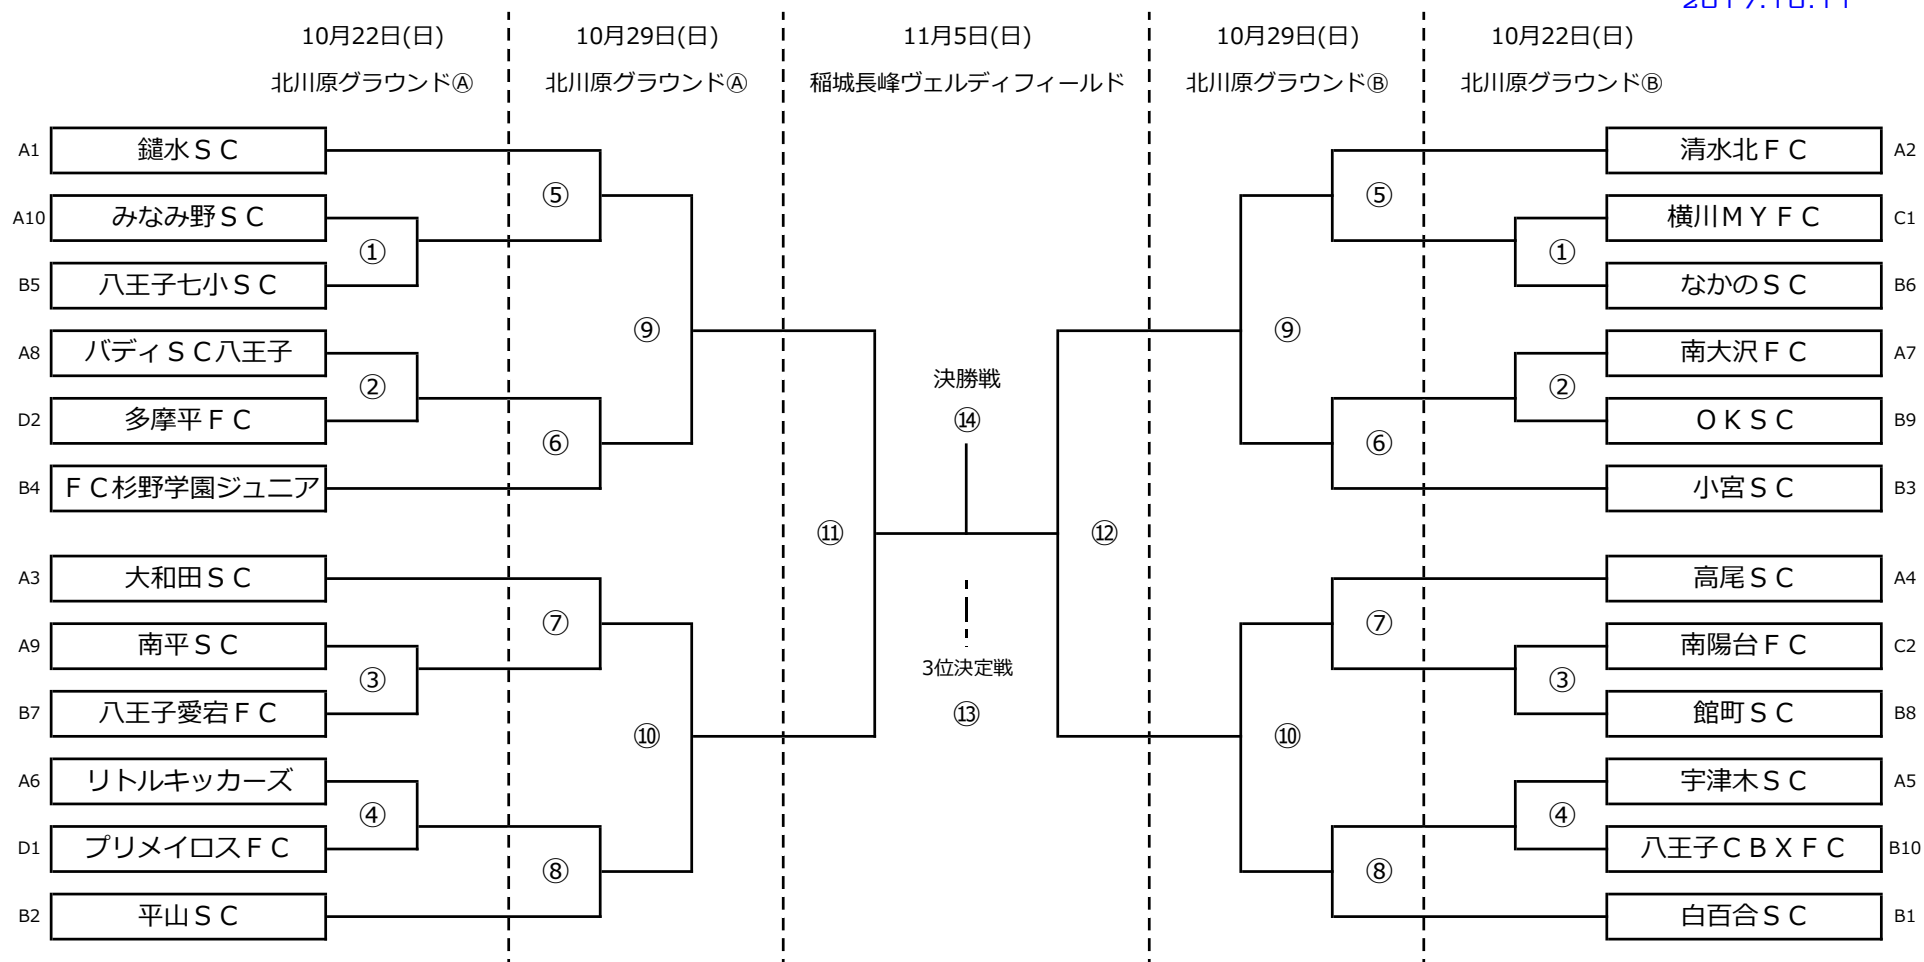 10月22日(日) 10月29日(日) 11月5日(日) 10月29日(日) 10月22日(日)
北川原グラウンドⒶ 北川原グラウンドⒶ 稲城長峰ヴェルディフィールド 北川原グラウンドⒷ 北川原グラウンドⒷ
A1 鑓水ＳＣ 清水北ＦＣ A2
⑤ ⑤
A10 みなみ野ＳＣ 横川ＭＹＦＣ C1
① ①
B5 八王子七小ＳＣ なかのＳＣ B6
⑨ ⑨
A8 バディＳＣ八王子 南大沢ＦＣ A7
② 決勝戦 ②
D2 多摩平ＦＣ ⑭ ＯＫＳＣ B9
⑥ ⑥
B4 ＦＣ杉野学園ジュニア 小宮ＳＣ B3
⑪ ⑫
A3 大和田ＳＣ 高尾ＳＣ A4
⑦ ⑦
A9 南平ＳＣ 南陽台ＦＣ C2
③ 3位決定戦 ③
B7 八王子愛宕ＦＣ ⑬ 館町ＳＣ B8
⑩ ⑩
A6 リトルキッカーズ 宇津木ＳＣ A5
④ ④
D1 プリメイロスＦＣ 八王子ＣＢＸＦＣ B10
⑧ ⑧
B2 平山ＳＣ 白百合ＳＣ B1